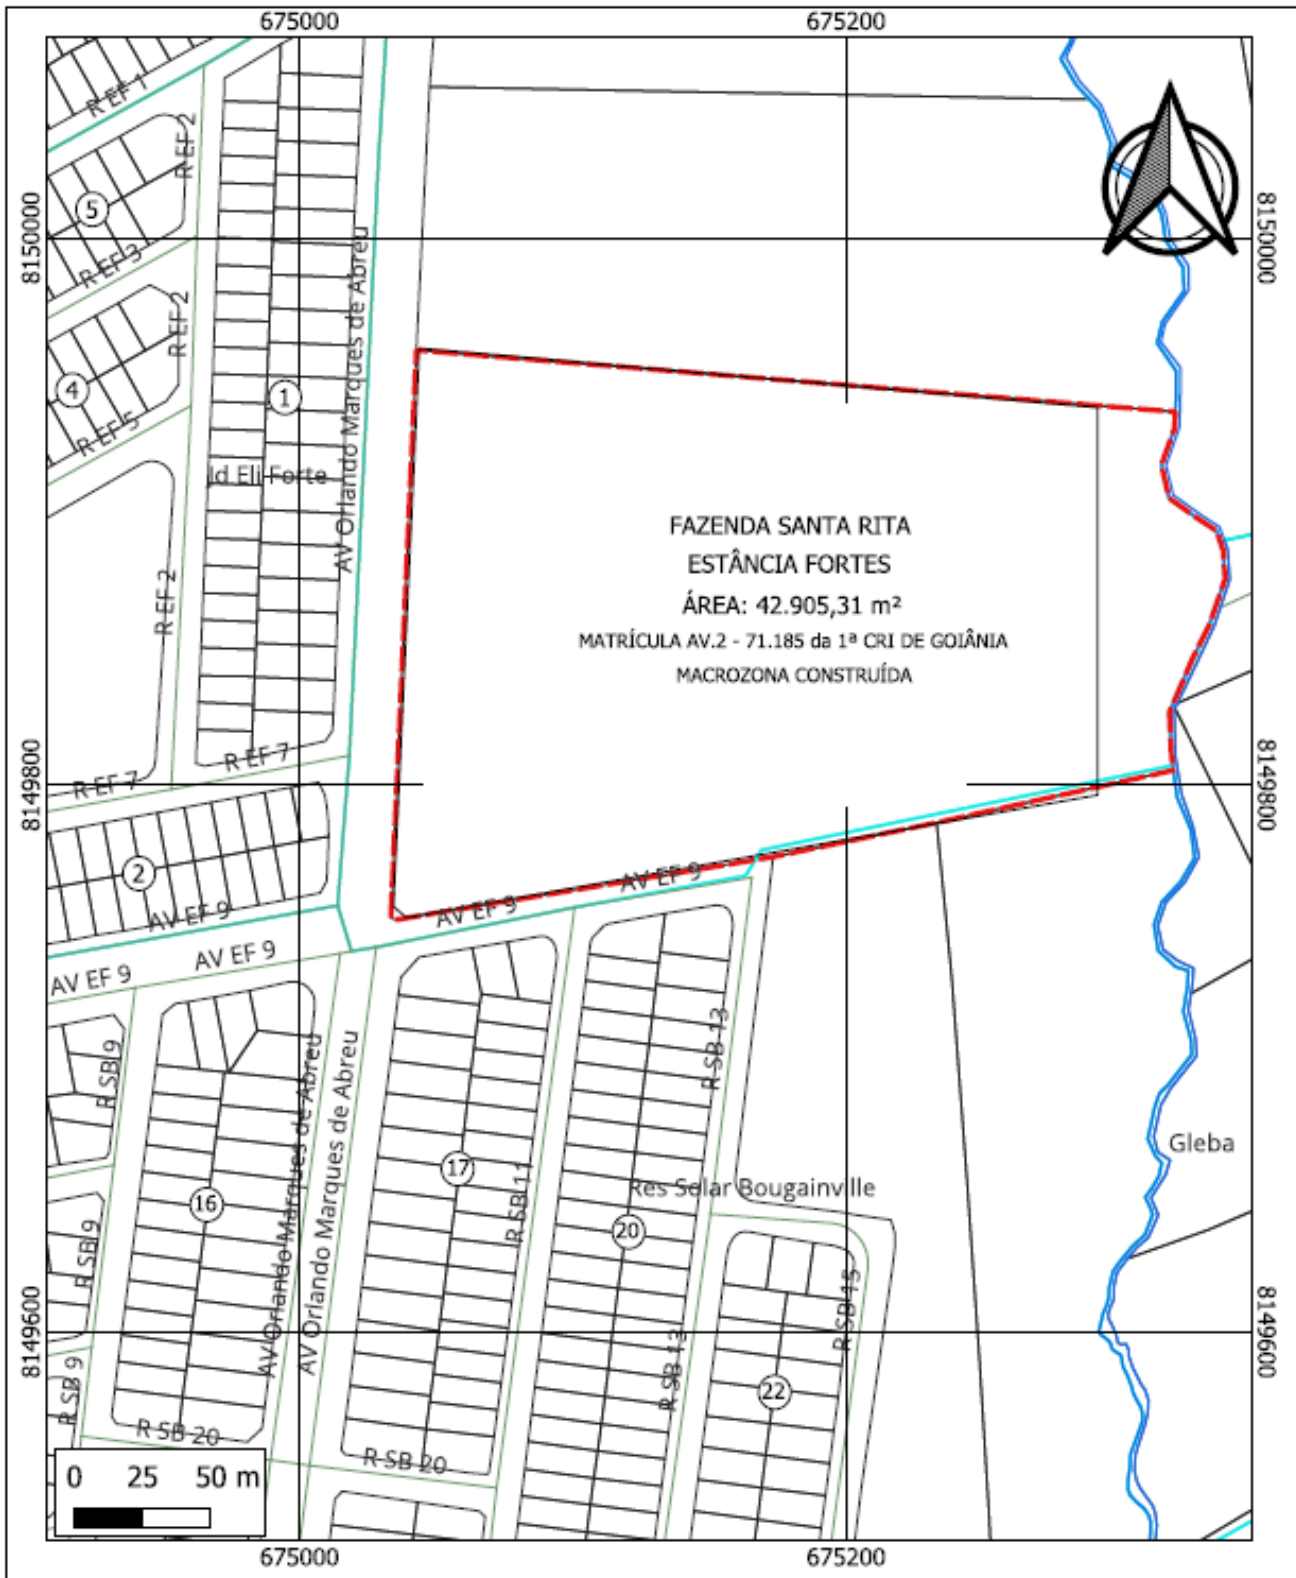 675000
675200
R EF 1
R EF 2
5
8150000
8150000
R EF 3
R EF 2
AV Orlando Marques de Abreu
4
1
R EF 5
Jd Eli Forte
FAZENDA SANTA RITA
ESTÂNCIA FORTES
ÁREA: 42.905,31 m²
MATRÍCULA AV.2 - 71.185 da 1ª CRI DE GOIÂNIA
MACROZONA CONSTRUÍDA
R EF 2
R EF 7
R EF 7
8149800
8149800
2
AV EF 9
AV EF 9
AV EF 9
AV EF 9
AV EF 9
R SB 9
R SB 13
AV Orlando Marques de Abreu
AV Orlando Marques de Abreu
Gleba
17
16
R SB 11
Res Solar Bougainville
20
R SB 9
R SB 15
8149600
8149600
R SB 13
22
R SB 9
R SB 20
R SB 20
0 25 50 m
675000
675200